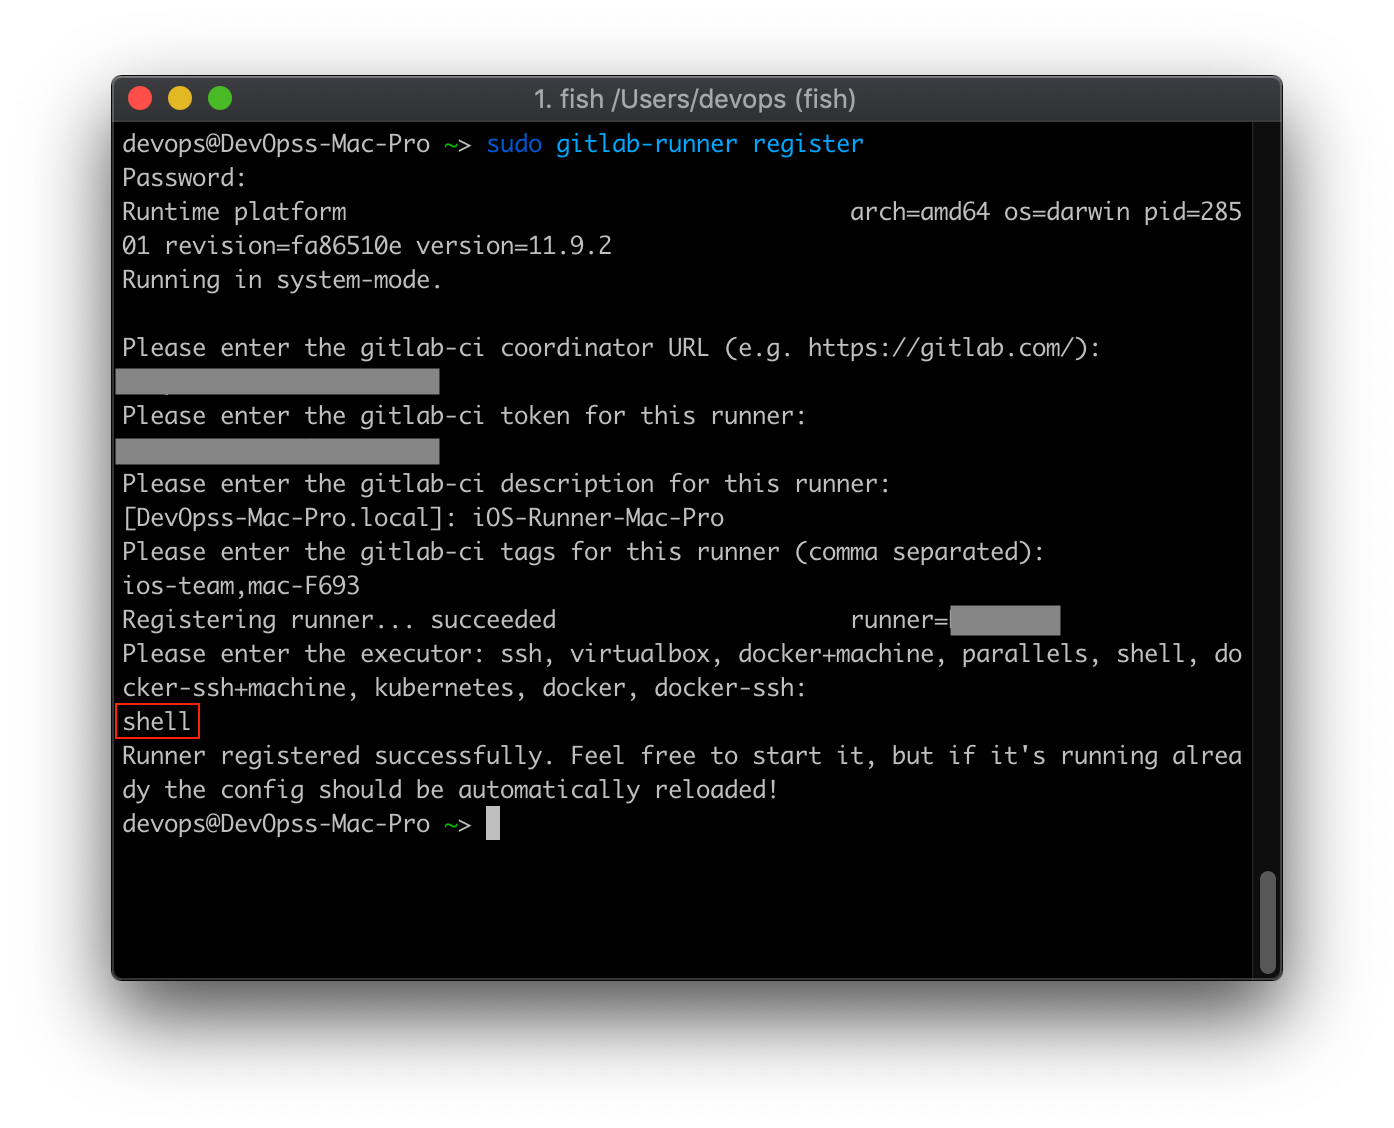 1. fish /Users/devops (fish)
devops@DevOpss-Mac-Pro ~> sudo gitlab-runner register
Password:
Runtime platform                                    arch=amd64 os=darwin pid=285
01 revision=fa86510e version=11.9.2
Running in system-mode.
Please enter the gitlab-ci coordinator URL (e.g. https://gitlab.com/):
Please enter the gitlab-ci token for this runner:
Please enter the gitlab-ci description for this runner:
[DevOpss-Mac-Pro.local]: iOS-Runner-Mac-Pro
Please enter the gitlab-ci tags for this runner (comma separated):
ios-team,mac-F693
Registering runner... succeeded                     runner=
Please enter the executor: ssh, virtualbox, docker+machine, parallels, shell, do
cker-ssh+machine, kubernetes, docker, docker-ssh:
shell
Runner registered successfully. Feel free to start it, but if it's running alrea
dy the config should be automatically reloaded!
devops@DevOpss-Mac-Pro ~>